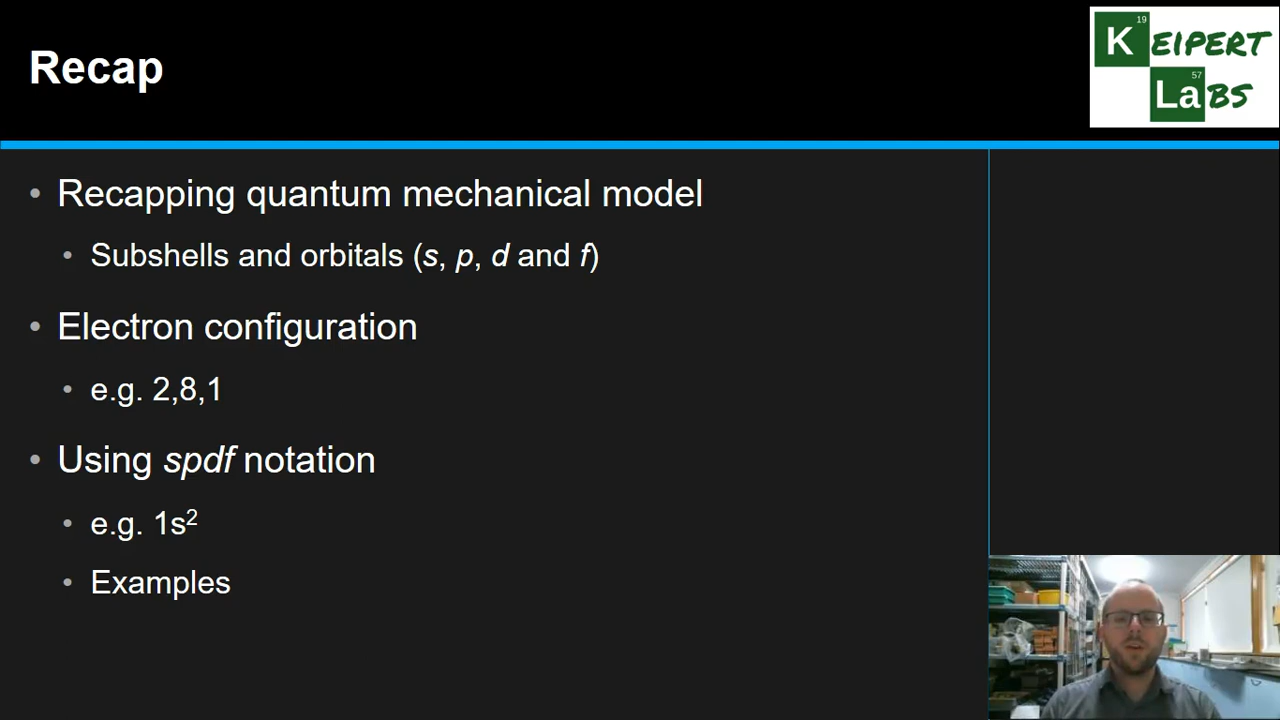 Recap
19
KEIPERT
57
LaBS
• Recapping quantum mechanical model
• Subshells and orbitals (s, p, d and f)
• Electron configuration
• e.g. 2,8,1
• Using spdf notation
• e.g. 1s²
• Examples